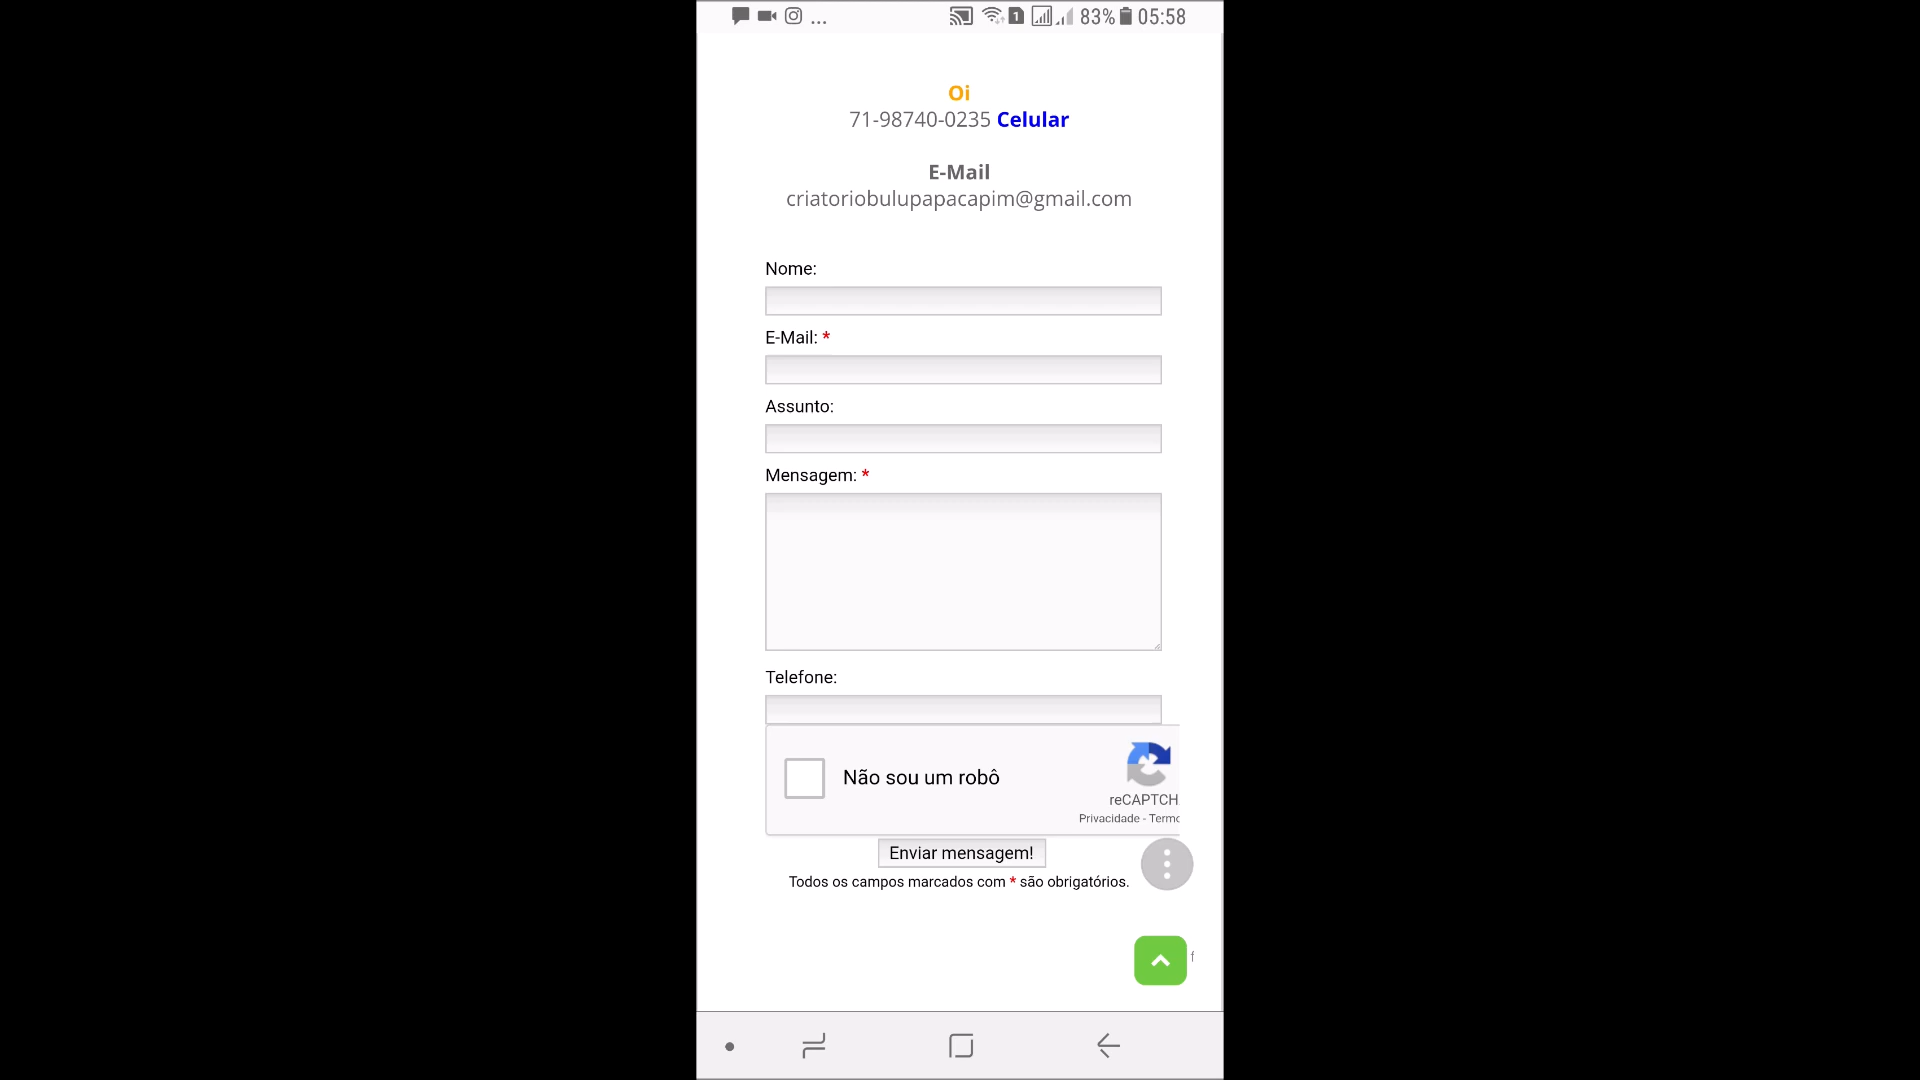 ... 1 83% 05:58
Oi
71-98740-0235 Celular
E-Mail
criatoriobulupapacapim@gmail.com
Nome:
E-Mail: *
Assunto:
Mensagem: *
Telefone:
Não sou um robô
reCAPTCH
Privacidade - Termo
Enviar mensagem!
Todos os campos marcados com * são obrigatórios.
f